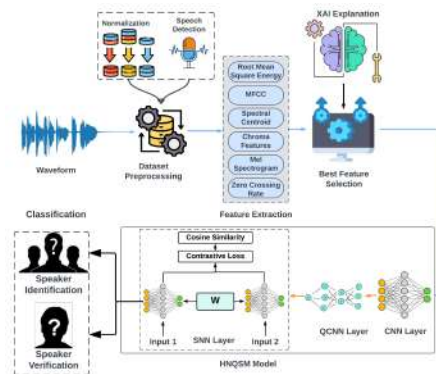 Normalization
Speech
Detection
XAI Explanation
Root Mean
Square Energy
MFCC
Spectral
Centroid
Chroma
Features
Mel
Spectrogram
Zero Crossing
Rate
Waveform
Dataset
Preprocessing
Best Feature
Selection
Classification
Feature Extraction
Cosine Similarity
Contrastive Loss
Speaker
Identification
W
Input 1
SNN Layer
Input 2
QCNN Layer
CNN Layer
Speaker
Verification
HNQSM Model